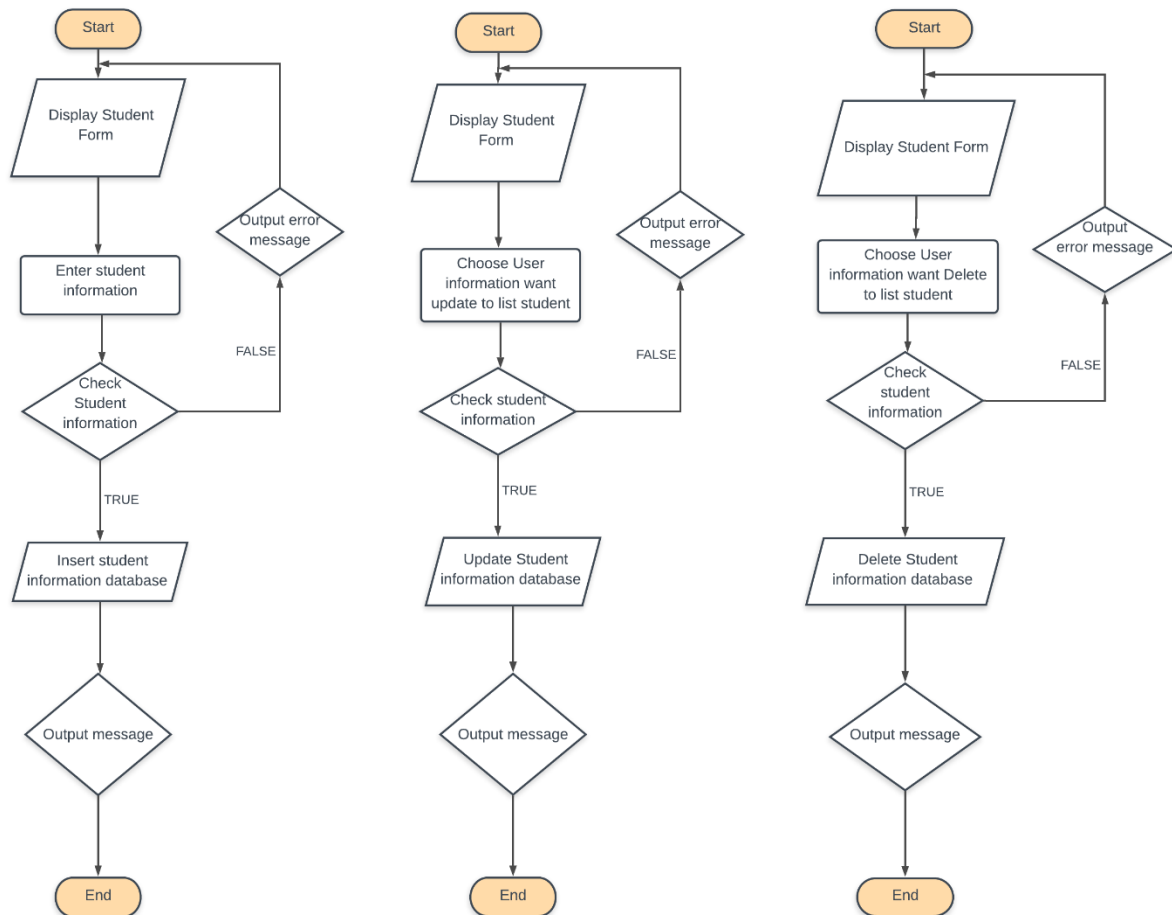 Start
Display Student
Form
Output error
message
Enter student
information
FALSE
Check
Student
information
TRUE
Insert student
information database
Output message
End
Start
Display Student
Form
Output error
message
Choose User
information want
update to list student
FALSE
Check student
information
TRUE
Update Student
information database
Output message
End
Start
Display Student Form
Output
error message
Choose User
information want Delete
to list student
FALSE
Check
student
information
TRUE
Delete Student
information database
Output message
End